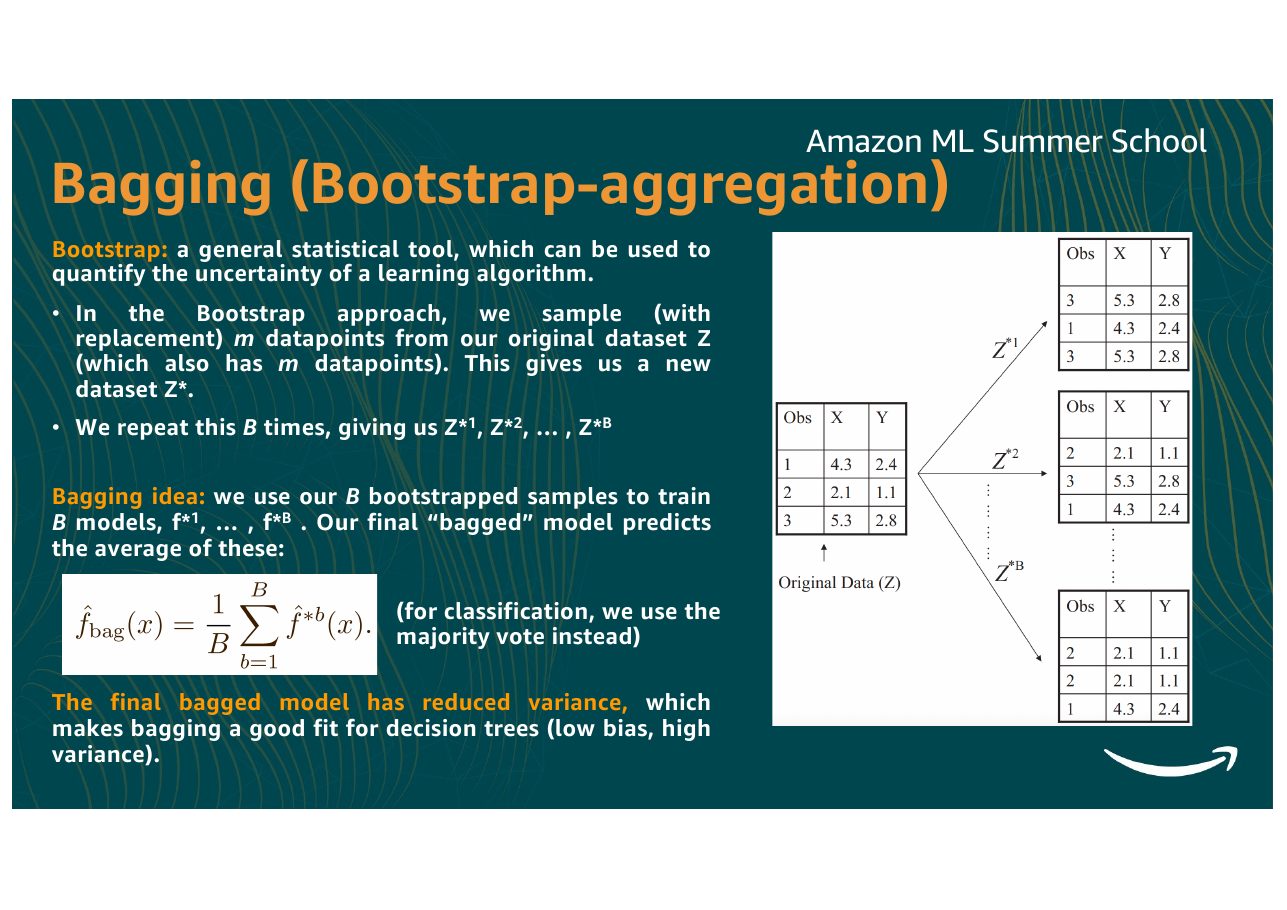 Amazon ML Summer School
Bagging (Bootstrap-aggregation)
Bootstrap: a general statistical tool, which can be used to
quantify the uncertainty of a learning algorithm.
• In the Bootstrap approach, we sample (with
replacement) m datapoints from our original dataset Z
(which also has m datapoints). This gives us a new
dataset Z*.
• We repeat this B times, giving us Z*¹, Z*², … , Z*ᴮ
Bagging idea: we use our B bootstrapped samples to train
B models, f*¹, … , f*ᴮ . Our final “bagged” model predicts
the average of these:
f̂_bag(x) = 1/B ∑_{b=1}^{B} f̂*ᵇ(x).
(for classification, we use the
majority vote instead)
The final bagged model has reduced variance, which
makes bagging a good fit for decision trees (low bias, high
variance).
Obs X Y
1 4.3 2.4
2 2.1 1.1
3 5.3 2.8
Original Data (Z)
Z*¹
Obs X Y
3 5.3 2.8
1 4.3 2.4
3 5.3 2.8
Z*²
Obs X Y
2 2.1 1.1
3 5.3 2.8
1 4.3 2.4
Z*ᴮ
Obs X Y
2 2.1 1.1
2 2.1 1.1
1 4.3 2.4